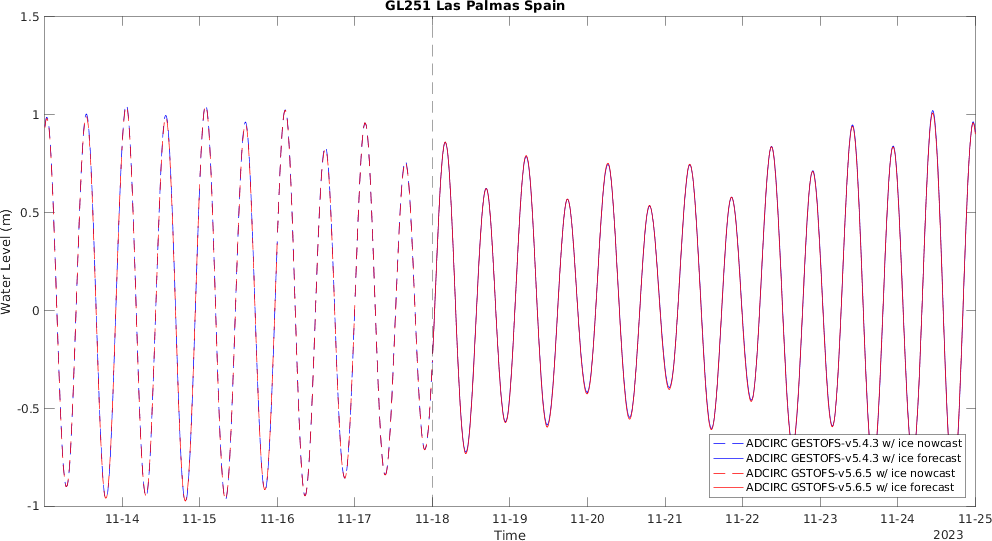 GL251 Las Palmas Spain
1.5
1
0.5
0
-0.5
-1
Water Level (m)
11-14 11-15 11-16 11-17 11-18 11-19 11-20 11-21 11-22 11-23 11-24 11-25
Time
2023
ADCIRC GESTOFS-v5.4.3 w/ ice nowcast
ADCIRC GESTOFS-v5.4.3 w/ ice forecast
ADCIRC GSTOFS-v5.6.5 w/ ice nowcast
ADCIRC GSTOFS-v5.6.5 w/ ice forecast